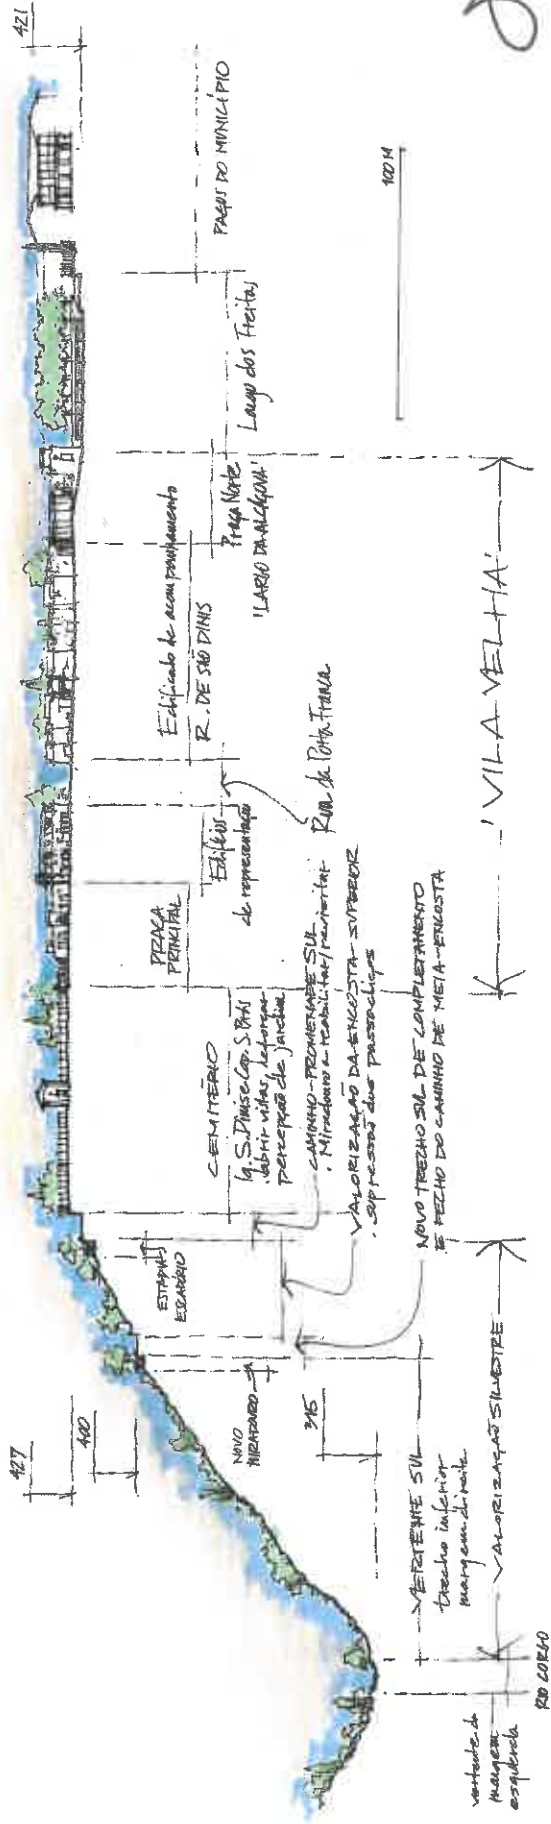 427
400
421
ESTAÇÃO
ESCADÓRIO
NOVO
MIRADOURO
345
VERTENTE SUL
trecho inferior
margem direita
VALORIZAÇÃO SILVESTRE
vertente da
margem
esquerda
RIO CORGO
CEMITÉRIO
Ig. S. Dinis e Cap. S. Brás
abrir vistas, reforçar
percepção de jardim
CAMINHO-PROMENADE SUL
. Miradouro a reabilitar/revisitar
VALORIZAÇÃO DA ENCOSTA SUPERIOR
. supressão dos passadiços
NOVO TRECHO SUL DE COMPLETAMENTO
E FECHO DO CAMINHO DE MEIA-ENCOSTA
PRAÇA
PRINCIPAL
Edifícios
de representação
Rua da Porta Franca
Edificado de acompanhamento
R. DE SÃO DINIS
Praça Norte
'LARGO DA ALCÁÇOVA'
Largo dos Freitas
PAÇOS DO MUNICÍPIO
'VILA VELHA'
100 M